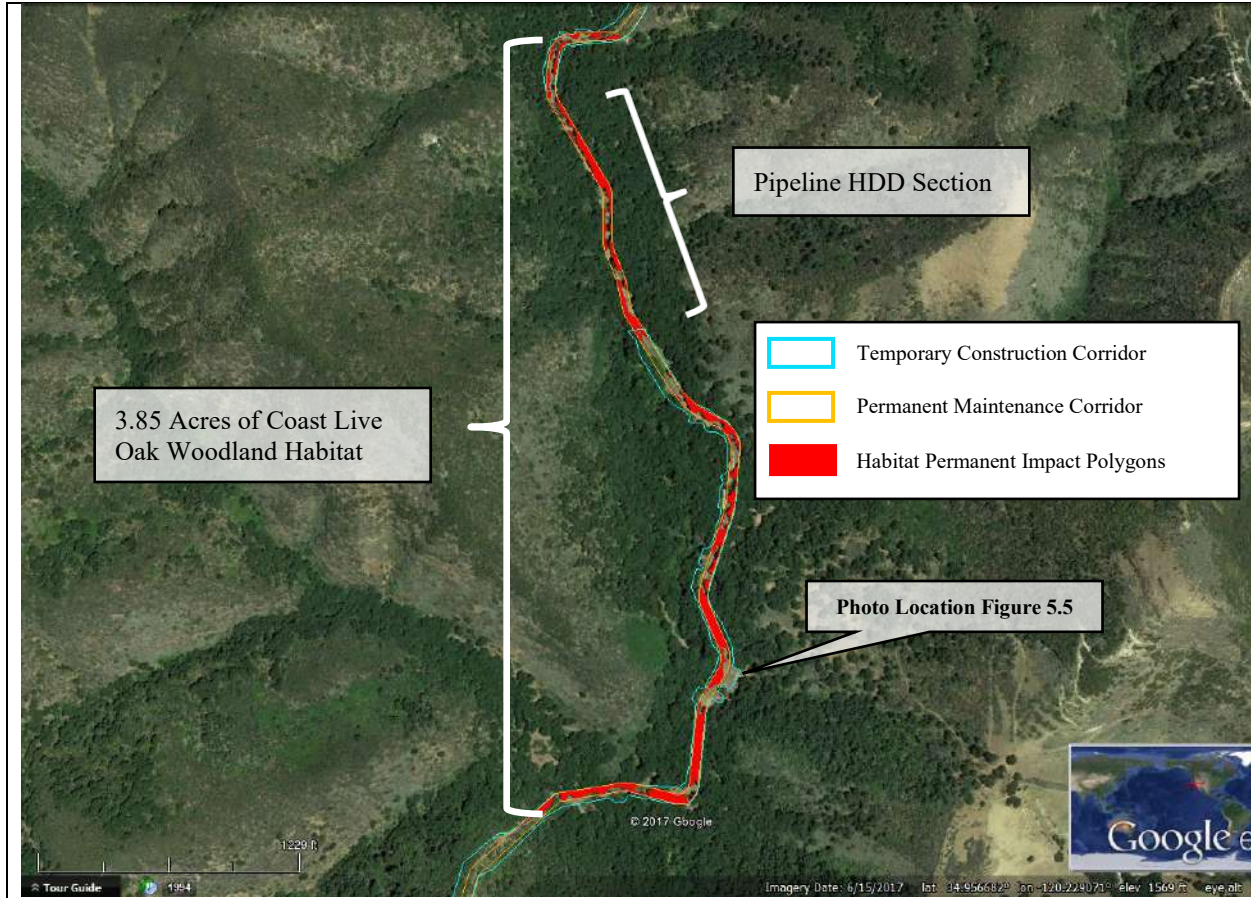 Pipeline HDD Section
Temporary Construction Corridor
Permanent Maintenance Corridor
Habitat Permanent Impact Polygons
3.85 Acres of Coast Live
Oak Woodland Habitat
Photo Location Figure 5.5
© 2017 Google
1229 ft
Google e
Tour Guide
1994
Imagery Date: 6/15/2017 lat 34.956682° lon -120.229071° elev 1569 ft eye alt